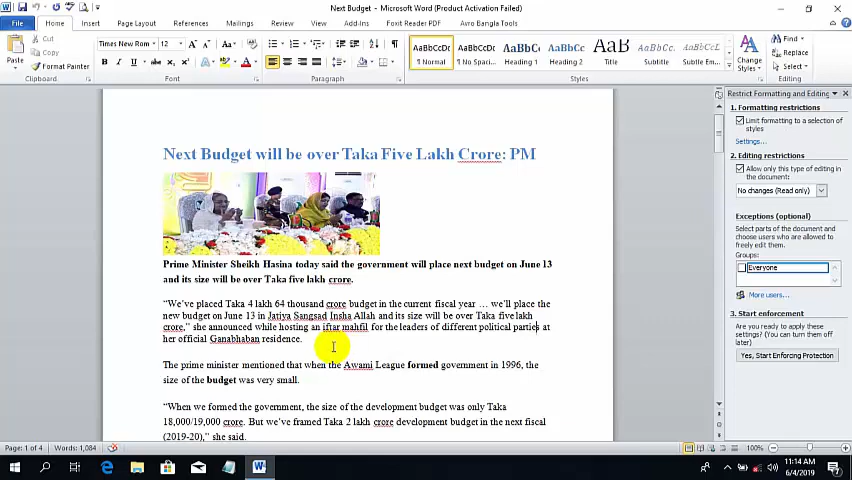 Next Budget - Microsoft Word (Product Activation Failed)
File Home Insert Page Layout References Mailings Review View Add-Ins Foxit Reader PDF Avro Bangla Tools
Cut
Copy
Format Painter
Paste
Times New Rom 12
AaBbCcDc AaBbCcDc AaBbC AaBbCc AaB AaBbCcL AaBbCcDc
¶ Normal ¶ No Spaci... Heading 1 Heading 2 Title Subtitle Subtle Em...
Change Styles
Find
Replace
Select
Clipboard Font Paragraph Styles Editing
Next Budget will be over Taka Five Lakh Crore: PM
Prime Minister Sheikh Hasina today said the government will place next budget on June 13
and its size will be over Taka five lakh crore.
“We’ve placed Taka 4 lakh 64 thousand crore budget in the current fiscal year … we’ll place the
new budget on June 13 in Jatiya Sangsad Insha Allah and its size will be over Taka five lakh
crore,” she announced while hosting an iftar mahfil for the leaders of different political parties at
her official Ganabhaban residence.
The prime minister mentioned that when the Awami League formed government in 1996, the
size of the budget was very small.
“When we formed the government, the size of the development budget was only Taka
18,000/19,000 crore. But we’ve framed Taka 2 lakh crore development budget in the next fiscal
(2019-20),” she said.
Restrict Formatting and Editing
1. Formatting restrictions
Limit formatting to a selection of
styles
Settings...
2. Editing restrictions
Allow only this type of editing in
the document:
No changes (Read only)
Exceptions (optional)
Select parts of the document and
choose users who are allowed to
freely edit them.
Groups:
Everyone
More users...
3. Start enforcement
Are you ready to apply these
settings? (You can turn them off
later)
Yes, Start Enforcing Protection
Page: 1 of 4 Words: 1,084 100%
11:14 AM
6/4/2019